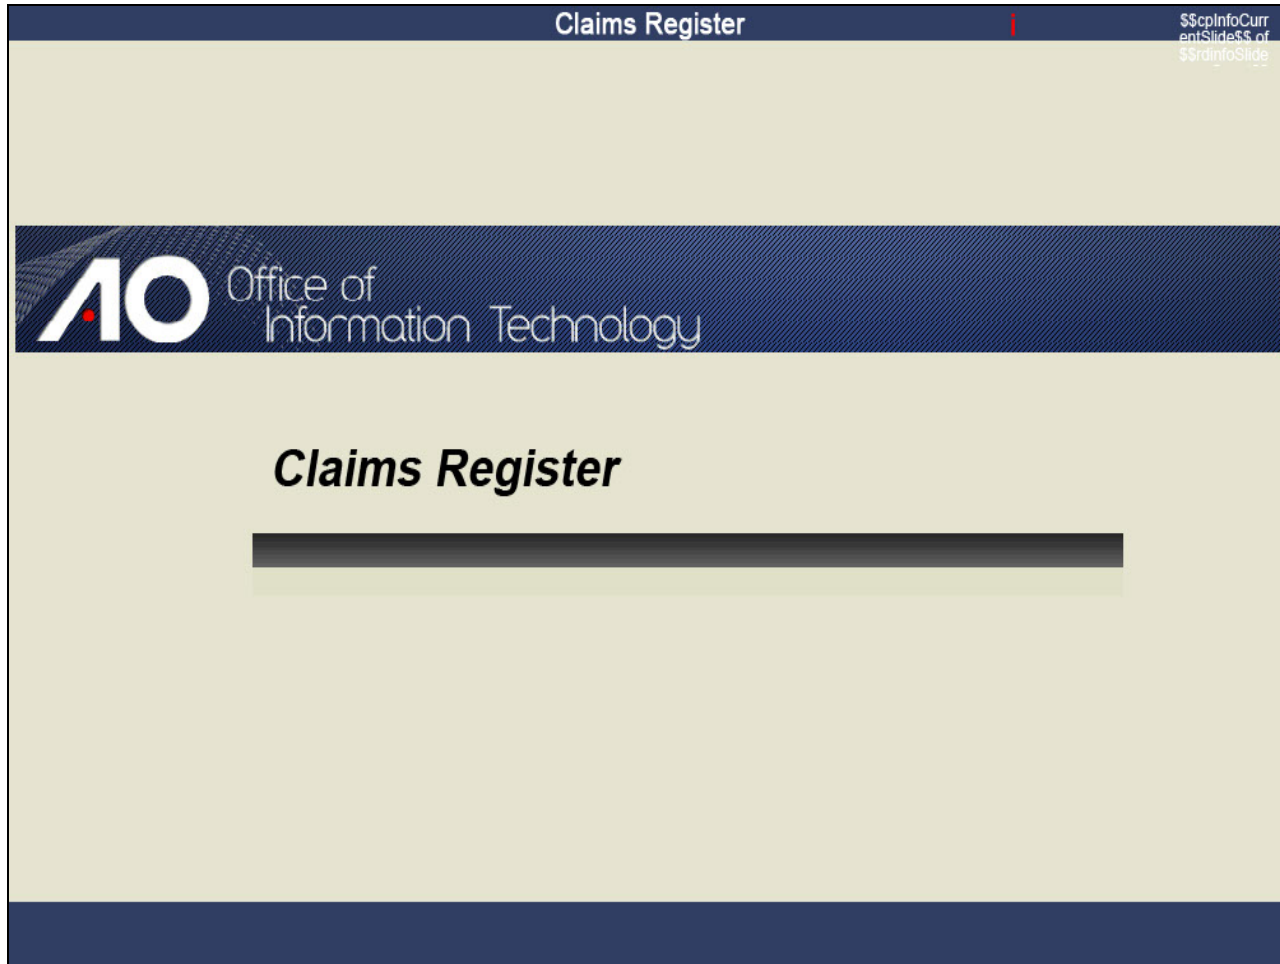 Claims Register
i
$$cpInfoCurr
entSlide$$ of
$$rdinfoSlide
AO
Office of
Information Technology
Claims Register